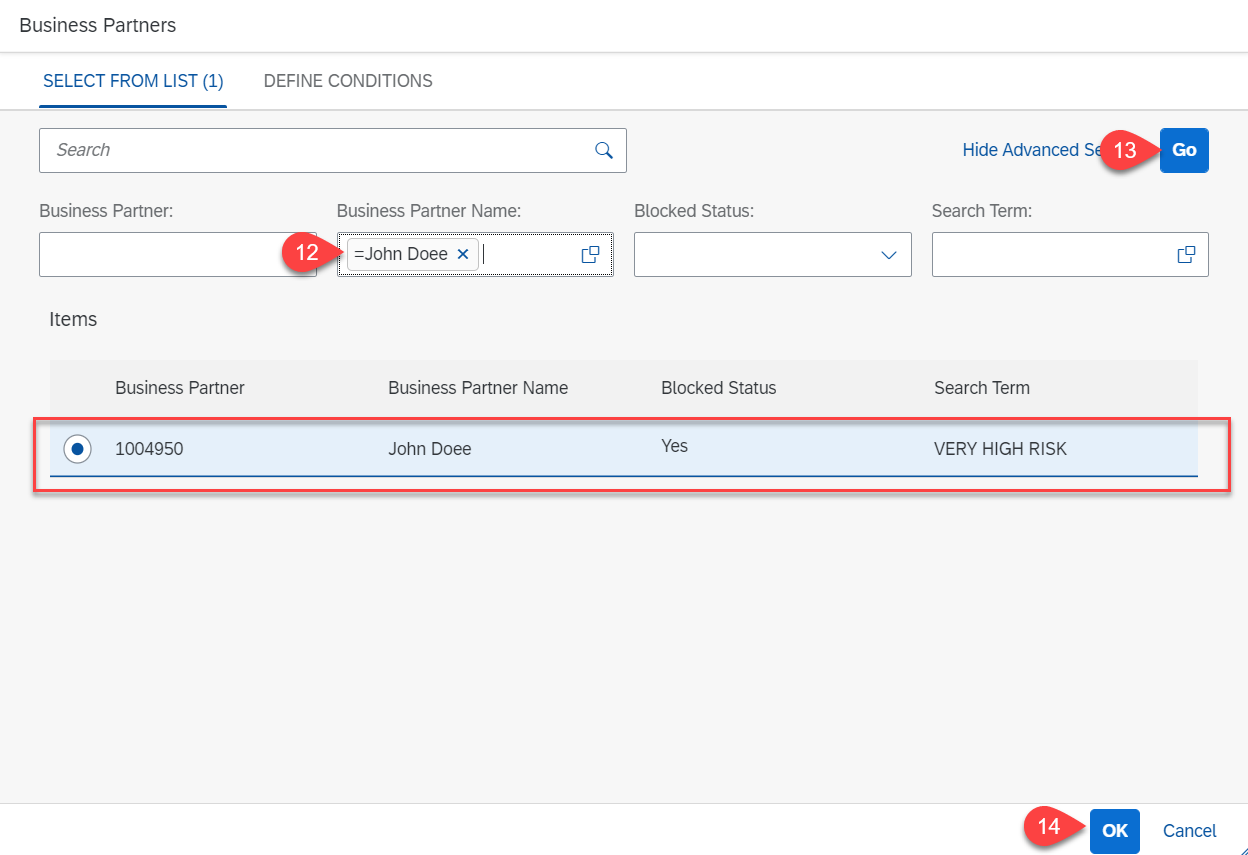 Business Partners
SELECT FROM LIST (1) DEFINE CONDITIONS
Search Hide Advanced Se 13 Go
Business Partner: Business Partner Name: Blocked Status: Search Term:
12 =John Doee
Items
Business Partner Business Partner Name Blocked Status Search Term
1004950 John Doee Yes VERY HIGH RISK
14 OK Cancel